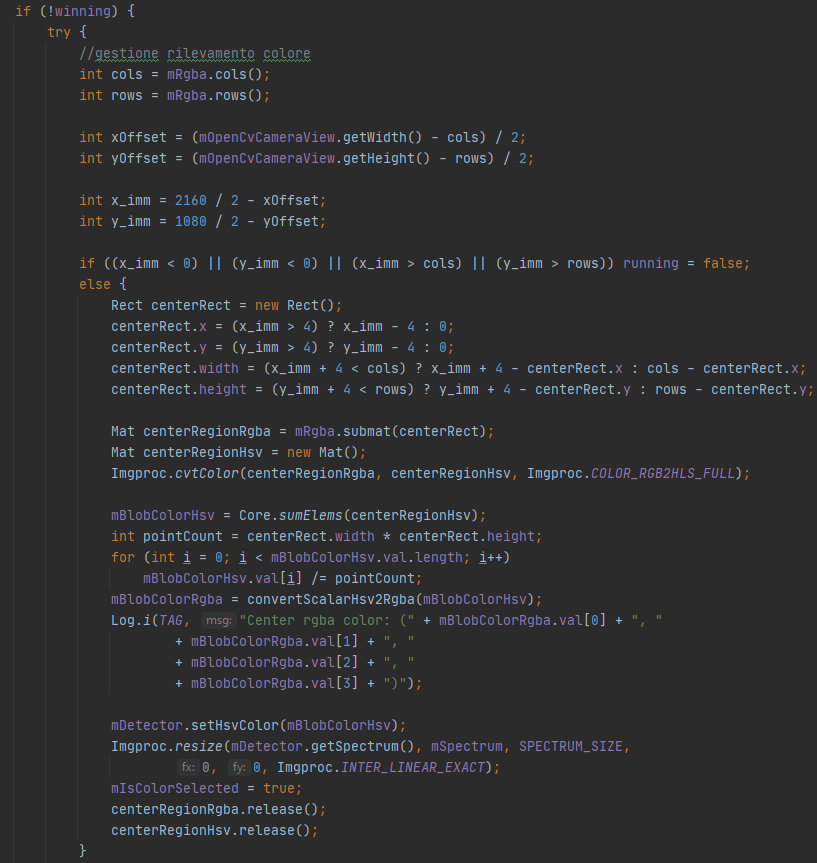 if (!winning) {
try {
//gestione rilevamento colore
int cols = mRgba.cols();
int rows = mRgba.rows();
int xOffset = (mOpenCvCameraView.getWidth() - cols) / 2;
int yOffset = (mOpenCvCameraView.getHeight() - rows) / 2;
int x_imm = 2160 / 2 - xOffset;
int y_imm = 1080 / 2 - yOffset;
if ((x_imm < 0) || (y_imm < 0) || (x_imm > cols) || (y_imm > rows)) running = false;
else {
Rect centerRect = new Rect();
centerRect.x = (x_imm > 4) ? x_imm - 4 : 0;
centerRect.y = (y_imm > 4) ? y_imm - 4 : 0;
centerRect.width = (x_imm + 4 < cols) ? x_imm + 4 - centerRect.x : cols - centerRect.x;
centerRect.height = (y_imm + 4 < rows) ? y_imm + 4 - centerRect.y : rows - centerRect.y;
Mat centerRegionRgba = mRgba.submat(centerRect);
Mat centerRegionHsv = new Mat();
Imgproc.cvtColor(centerRegionRgba, centerRegionHsv, Imgproc.COLOR_RGB2HLS_FULL);
mBlobColorHsv = Core.sumElems(centerRegionHsv);
int pointCount = centerRect.width * centerRect.height;
for (int i = 0; i < mBlobColorHsv.val.length; i++)
mBlobColorHsv.val[i] /= pointCount;
mBlobColorRgba = convertScalarHsv2Rgba(mBlobColorHsv);
Log.i(TAG, msg: "Center rgba color: (" + mBlobColorRgba.val[0] + ", "
+ mBlobColorRgba.val[1] + ", "
+ mBlobColorRgba.val[2] + ", "
+ mBlobColorRgba.val[3] + ")");
mDetector.setHsvColor(mBlobColorHsv);
Imgproc.resize(mDetector.getSpectrum(), mSpectrum, SPECTRUM_SIZE,
fx: 0, fy: 0, Imgproc.INTER_LINEAR_EXACT);
mIsColorSelected = true;
centerRegionRgba.release();
centerRegionHsv.release();
}